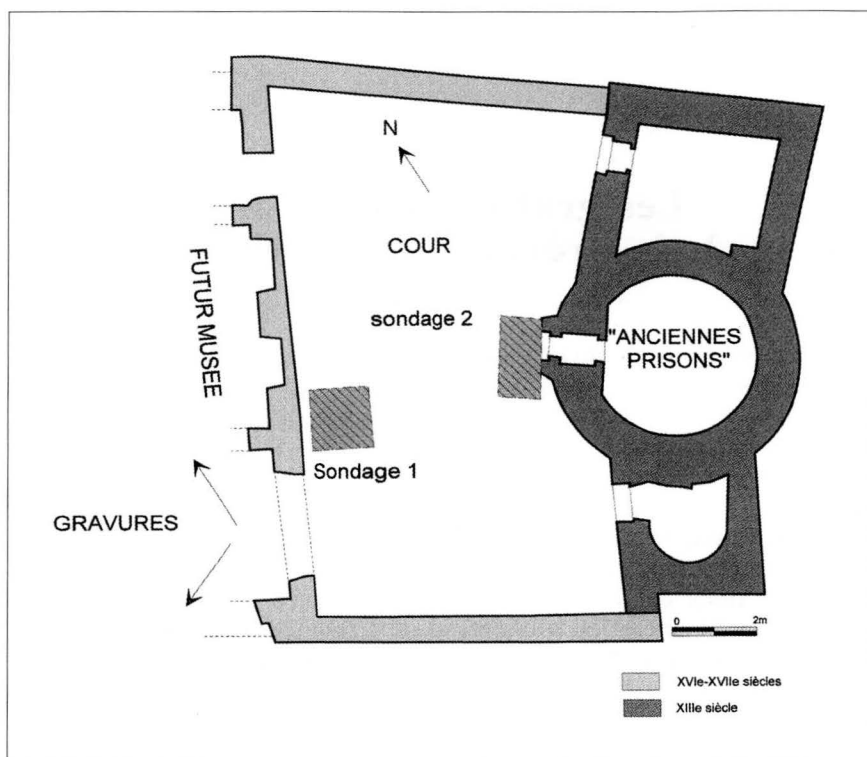 N
COUR
FUTUR MUSEE
sondage 2
"ANCIENNES
PRISONS"
Sondage 1
GRAVURES
0 2m
XVIe-XVIIe siècles
XIIIe siècle